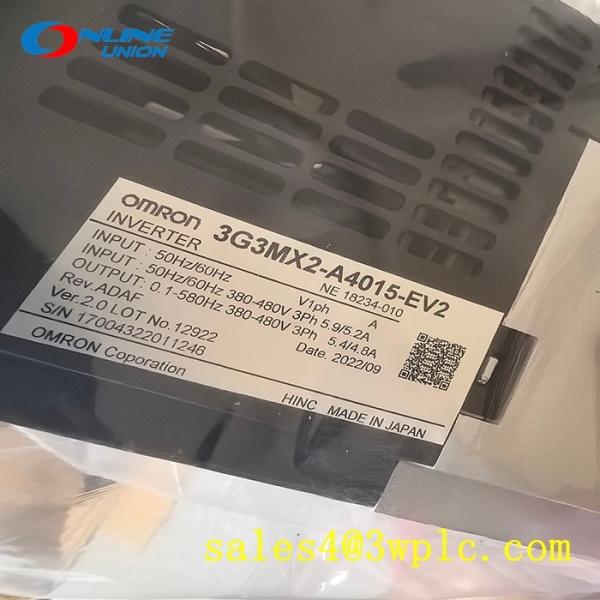 ONLINE
UNION
OMRON 3G3MX2-A4015-EV2
INVERTER NE 18234-010
INPUT : 50Hz/60Hz V1ph A
INPUT : 50Hz/60Hz 380-480V 3Ph 5.9/5.2A
OUTPUT: 0.1-580Hz 380-480V 3Ph 5.4/4.8A
Rev.ADAF Date. 2022/09
Ver.2.0 LOT No. 12922
S/N 17004322011246
OMRON Coporation HINC MADE IN JAPAN
sales4@3wplc.com